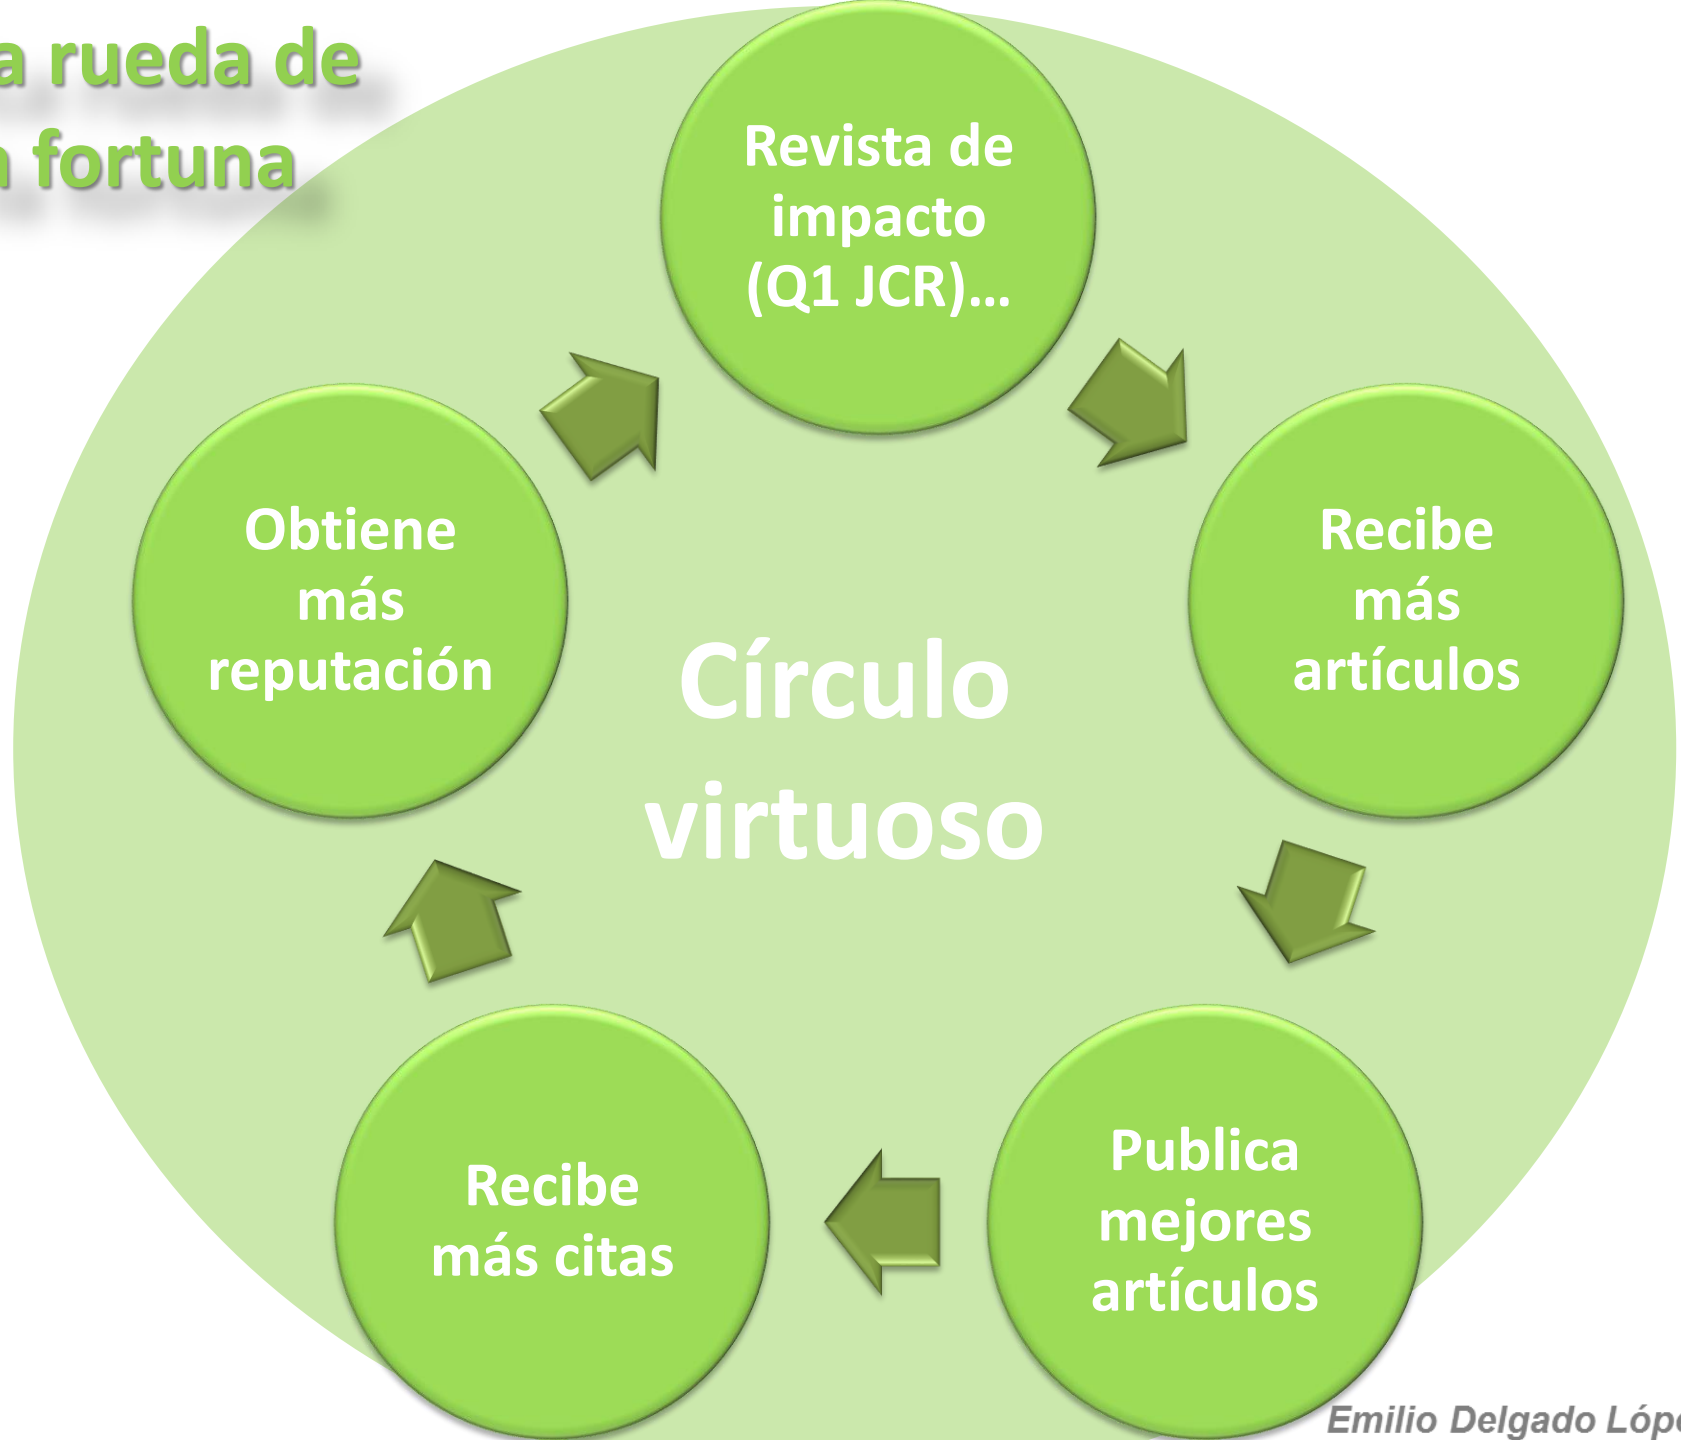 a rueda de
a fortuna
Revista de
impacto
(Q1 JCR)...
Recibe
más
artículos
Publica
mejores
artículos
Recibe
más citas
Obtiene
más
reputación
Círculo
virtuoso
Emilio Delgado Lópe